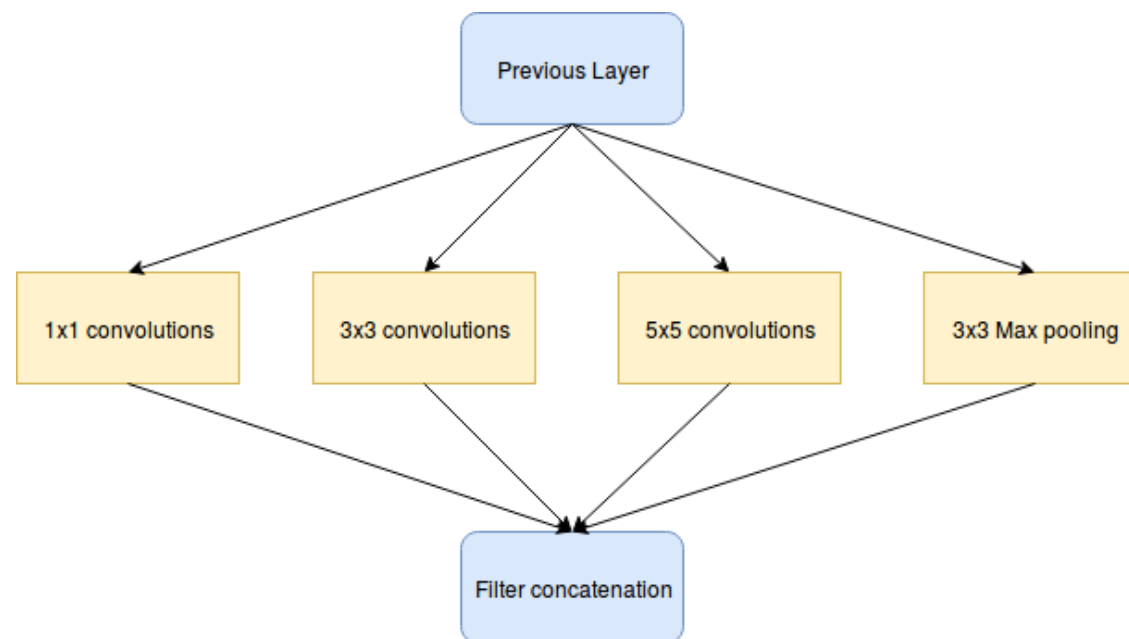 Previous Layer
1x1 convolutions
3x3 convolutions
5x5 convolutions
3x3 Max pooling
Filter concatenation